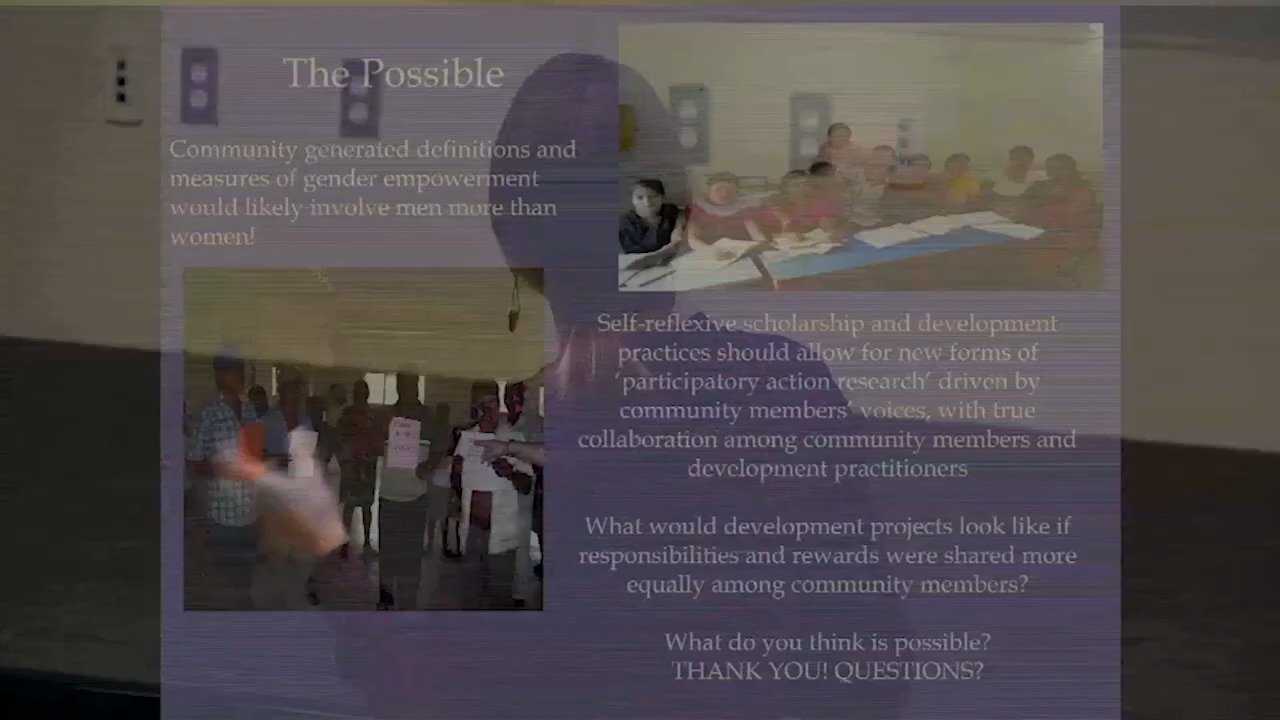 The Possible
Community generated definitions and
measures of gender empowerment
would likely involve men more than
women!
Self-reflexive scholarship and development
practices should allow for new forms of
‘participatory action research’ driven by
community members’ voices, with true
collaboration among community members and
development practitioners
What would development projects look like if
responsibilities and rewards were shared more
equally among community members?
What do you think is possible?
THANK YOU! QUESTIONS?